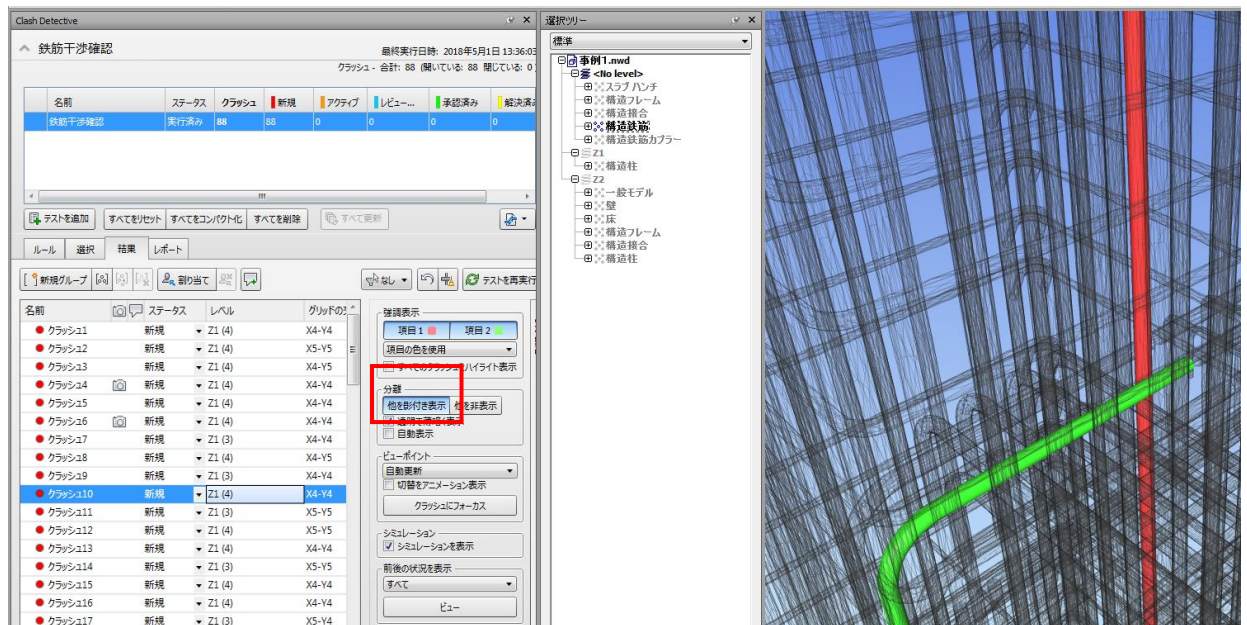 Clash Detective
鉄筋干渉確認
最終実行日時: 2018年5月1日 13:36:03
クラッシュ - 合計: 88 (開いている: 88 閉じている: 0
名前 ステータス クラッシュ 新規 アクティブ レビュー... 承認済み 解決済み
鉄筋干渉確認 実行済み 88 88 0 0 0 0
テストを追加 すべてをリセット すべてをコンパクト化 すべてを削除 すべて更新
ルール 選択 結果 レポート
新規グループ 割り当て なし テストを再実行
名前 ステータス レベル グリッドの交
クラッシュ1 新規 Z1 (4) X4-Y4
クラッシュ2 新規 Z1 (4) X5-Y5
クラッシュ3 新規 Z1 (4) X4-Y5
クラッシュ4 新規 Z1 (4) X4-Y4
クラッシュ5 新規 Z1 (4) X4-Y4
クラッシュ6 新規 Z1 (4) X4-Y4
クラッシュ7 新規 Z1 (3) X4-Y4
クラッシュ8 新規 Z1 (4) X4-Y5
クラッシュ9 新規 Z1 (3) X4-Y4
クラッシュ10 新規 Z1 (4) X4-Y4
クラッシュ11 新規 Z1 (3) X5-Y5
クラッシュ12 新規 Z1 (4) X5-Y5
クラッシュ13 新規 Z1 (4) X4-Y4
クラッシュ14 新規 Z1 (3) X5-Y5
クラッシュ15 新規 Z1 (4) X4-Y4
クラッシュ16 新規 Z1 (4) X4-Y4
クラッシュ17 新規 Z1 (3) X5-Y4
強調表示
項目 1 項目 2
項目の色を使用
すべてのクラッシュをハイライト表示
分離
他を影付き表示 他を非表示
透明で薄暗く表示
自動表示
ビューポイント
自動更新
切替をアニメーション表示
クラッシュにフォーカス
シミュレーション
シミュレーションを表示
前後の状況を表示
すべて
ビュー
選択ツリー
標準
事例1.nwd
<No level>
スラブ ハンチ
構造フレーム
構造接合
構造鉄筋
構造鉄筋カプラー
Z1
構造柱
Z2
一般モデル
壁
床
構造フレーム
構造接合
構造柱